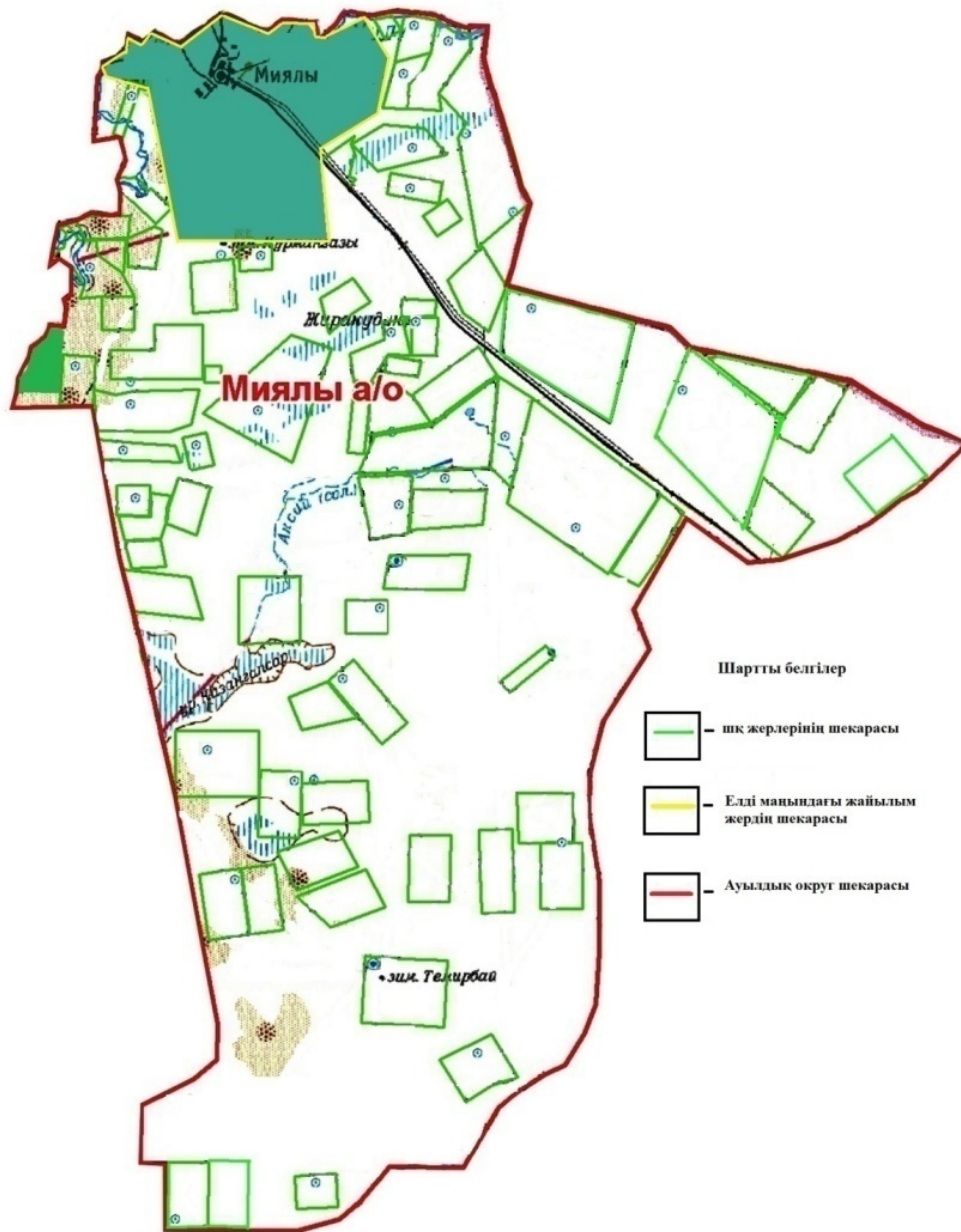 Миялы
Жиракудык
Миялы а/о
Аксай (сол.)
Шартты белгілер
- шқ жерлерінің шекарасы
- Елді маңындағы жайылым
жердің шекарасы
- Ауылдық округ шекарасы
зим. Темирбай